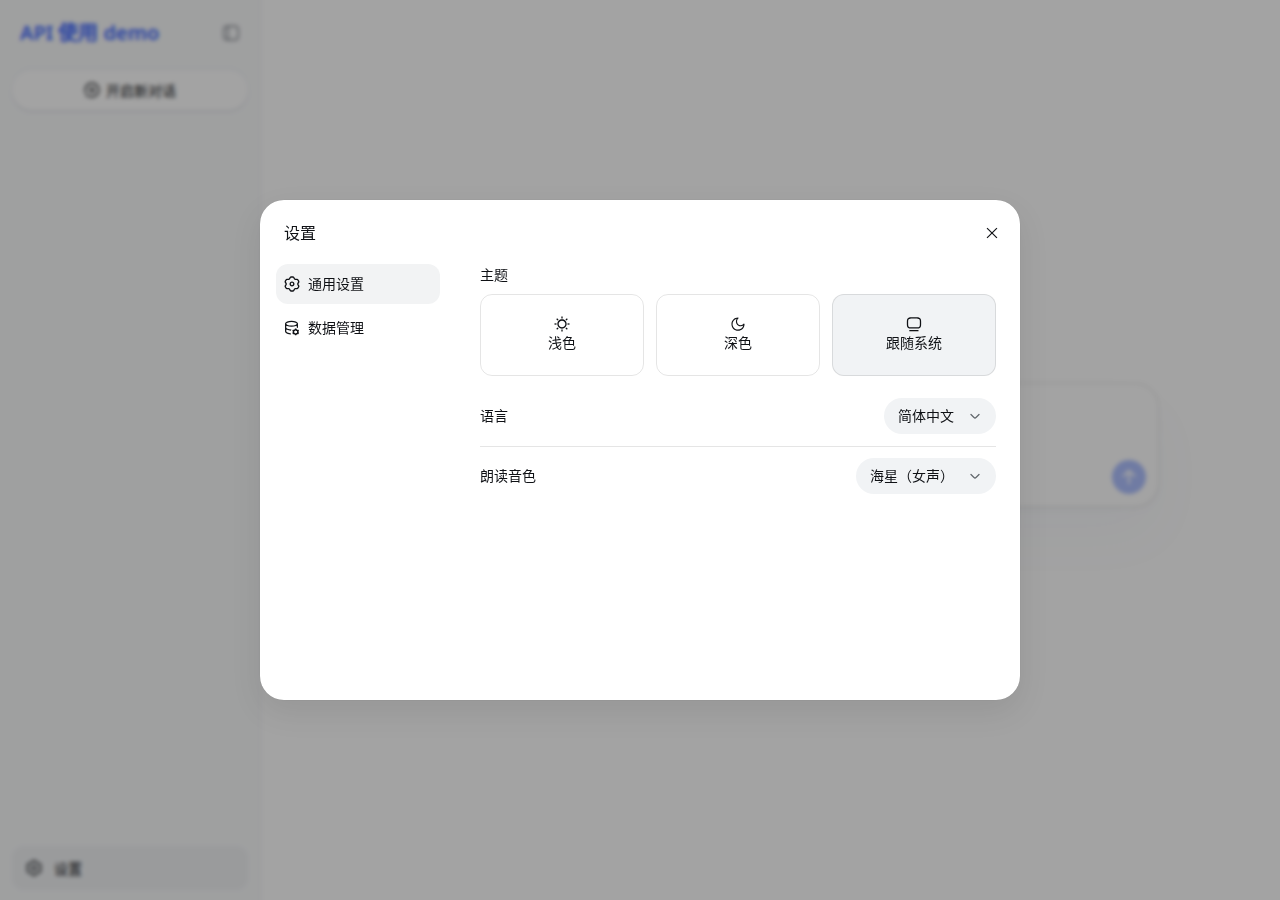 API 使用 demo
开启新对话
设置
通用设置
数据管理
主题
浅色
深色
跟随系统
语言
简体中文
朗读音色
海星（女声）
设置